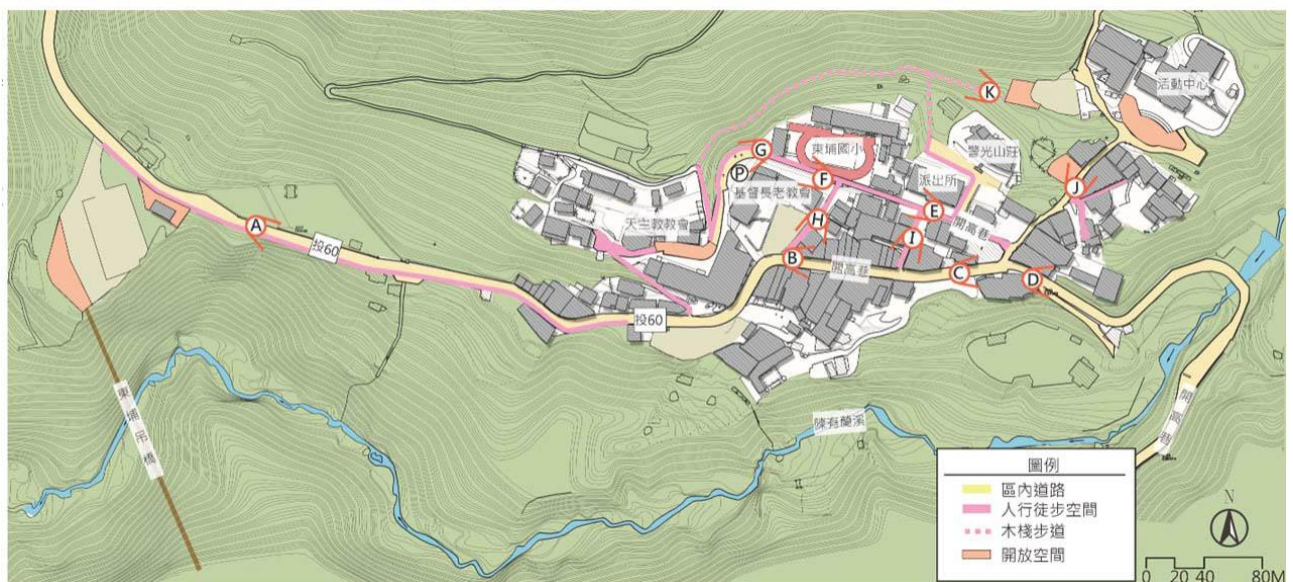 活動中心
K
東埔國小
警光山莊
G
P
F
派出所
J
基督長老教會
天主教教會
H
E
開高巷
I
A
投60
B
開高巷
C
D
投60
東埔吊橋
陳有蘭溪
開高巷
圖例
區內道路
人行徒步空間
木棧步道
開放空間
N
0 20 40 80M